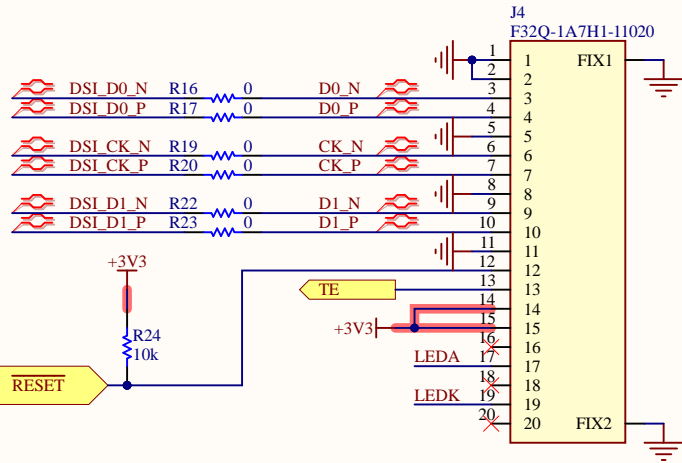 J4
F32Q-1A7H1-11020
1 1 FIX1
2 2
DSI_D0_N R16 0 D0_N 3 3
DSI_D0_P R17 0 D0_P 4 4
5 5
DSI_CK_N R19 0 CK_N 6 6
DSI_CK_P R20 0 CK_P 7 7
8 8
DSI_D1_N R22 0 D1_N 9 9
DSI_D1_P R23 0 D1_P 10 10
11 11
+3V3 12 12
TE 13 13
14 14
+3V3 15 15
R24 16 16
10k LEDA 17 17
RESET 18 18
LEDK 19 19
20 20 FIX2